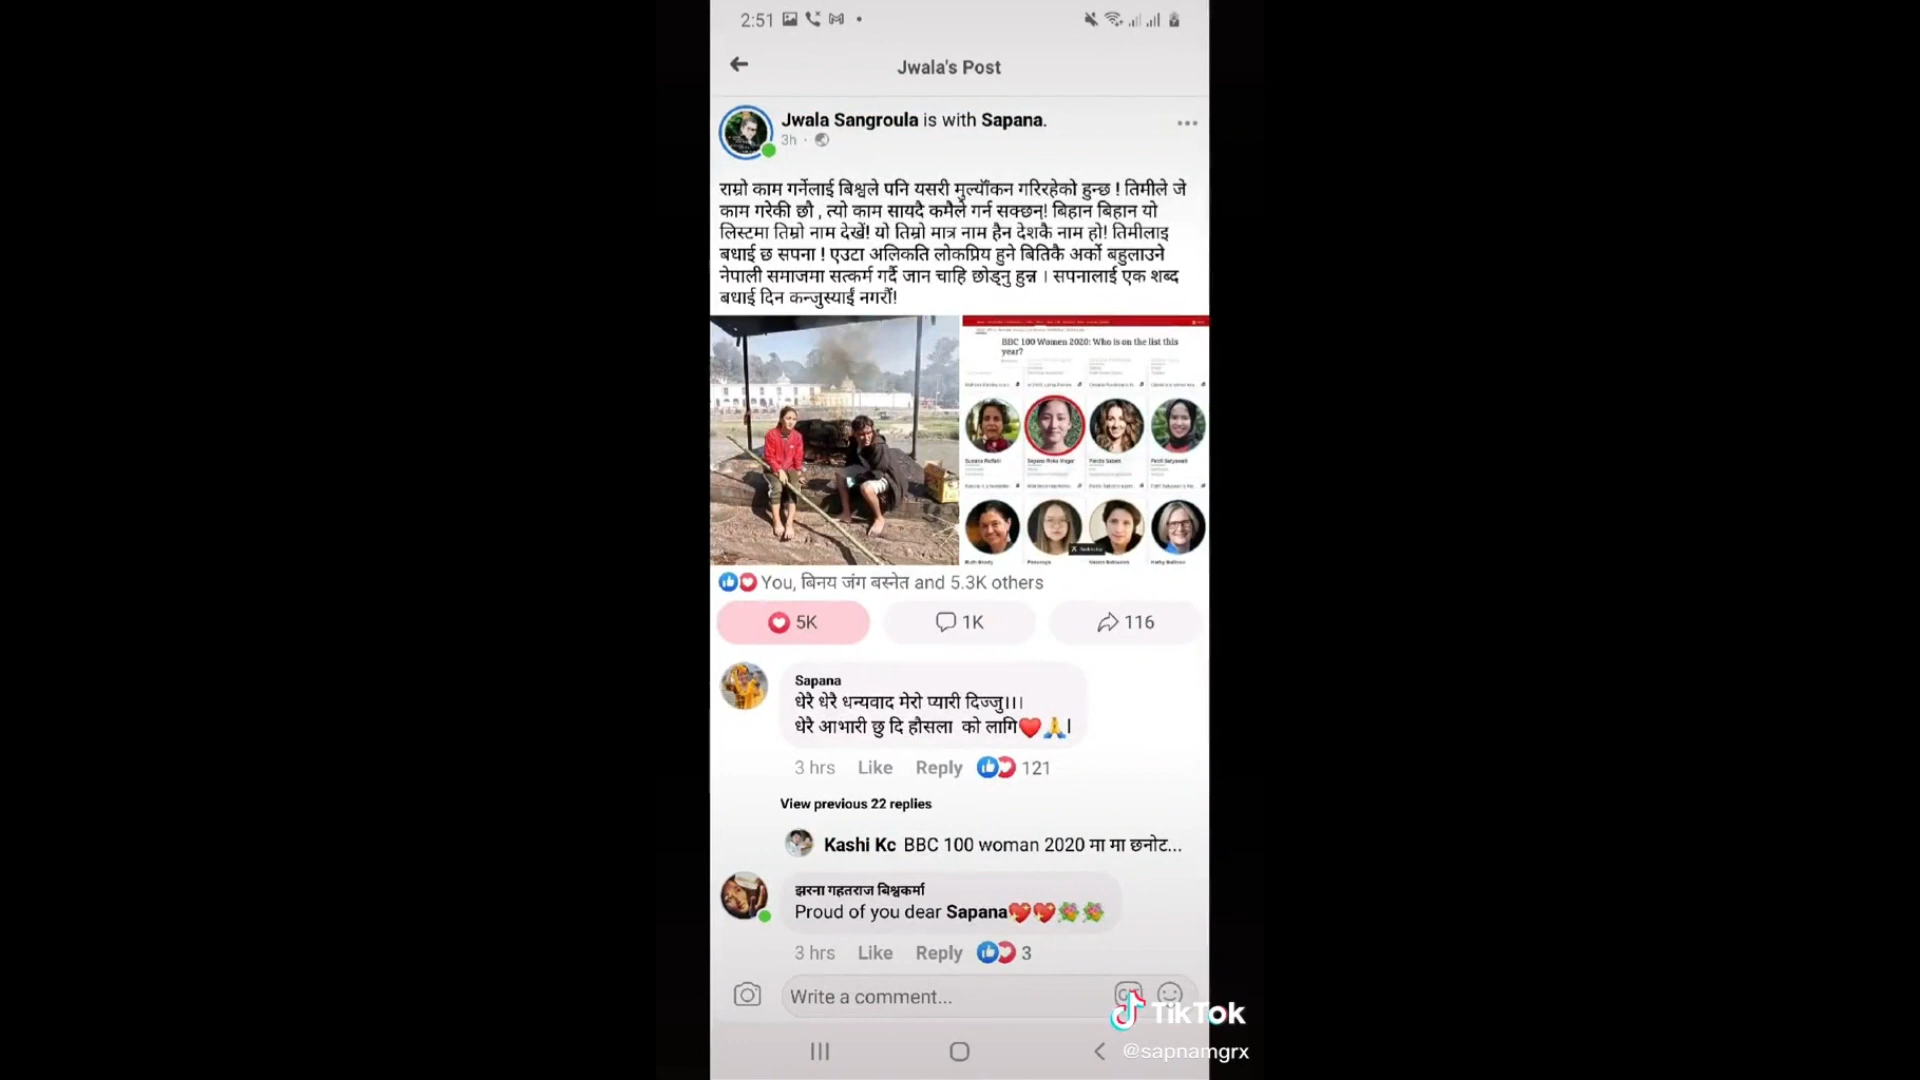 2:51
Jwala's Post
Jwala Sangroula is with Sapana.
3h
राम्रो काम गर्नेलाई बिश्वले पनि यसरी मुल्याँकन गरिरहेको हुन्छ ! तिमीले जे
काम गरेकी छौ , त्यो काम सायदै कमैले गर्न सक्छन्! बिहान बिहान यो
लिस्टमा तिम्रो नाम देखें! यो तिम्रो मात्र नाम हैन देशकै नाम हो! तिमीलाइ
बधाई छ सपना ! एउटा अलिकति लोकप्रिय हुने बितिकै अर्को बहुलाउने
नेपाली समाजमा सत्कर्म गर्दै जान चाहि छोड्नु हुन्न । सपनालाई एक शब्द
बधाई दिन कन्जुस्याईं नगरौं!
BBC 100 Women 2020: Who is on the list this
year?
You, बिनय जंग बस्नेत and 5.3K others
5K
1K
116
Sapana
धेरै धेरै धन्यवाद मेरो प्यारी दिज्जु।।।
धेरै आभारी छु दि हौसला को लागि❤️🙏।
3 hrs Like Reply 121
View previous 22 replies
Kashi Kc BBC 100 woman 2020 मा मा छनोट...
झरना गहतराज बिश्वकर्मा
Proud of you dear Sapana💖💖💐💐
3 hrs Like Reply 3
Write a comment...
TikTok
@sapnamgrx